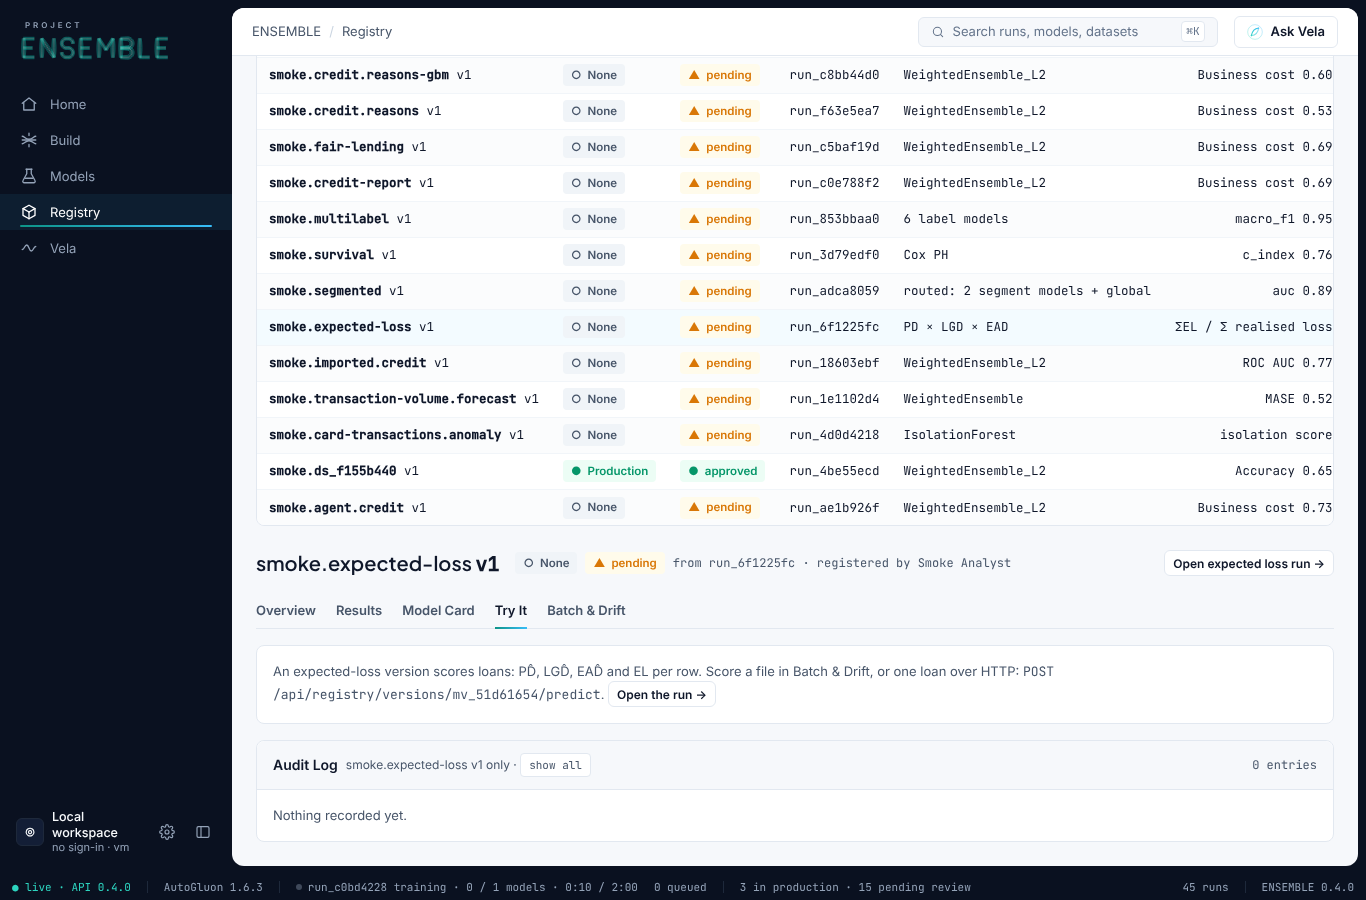 PROJECT
ENSEMBLE
Home
Build
Models
Registry
Vela
Local workspace
no sign-in · vm
ENSEMBLE / Registry
Search runs, models, datasets ⌘K
Ask Vela
smoke.credit.reasons-gbm v1 None pending run_c8bb44d0 WeightedEnsemble_L2 Business cost 0.60
smoke.credit.reasons v1 None pending run_f63e5ea7 WeightedEnsemble_L2 Business cost 0.53
smoke.fair-lending v1 None pending run_c5baf19d WeightedEnsemble_L2 Business cost 0.69
smoke.credit-report v1 None pending run_c0e788f2 WeightedEnsemble_L2 Business cost 0.69
smoke.multilabel v1 None pending run_853bbaa0 6 label models macro_f1 0.95
smoke.survival v1 None pending run_3d79edf0 Cox PH c_index 0.76
smoke.segmented v1 None pending run_adca8059 routed: 2 segment models + global auc 0.89
smoke.expected-loss v1 None pending run_6f1225fc PD × LGD × EAD ΣEL / Σ realised loss
smoke.imported.credit v1 None pending run_18603ebf WeightedEnsemble_L2 ROC AUC 0.77
smoke.transaction-volume.forecast v1 None pending run_1e1102d4 WeightedEnsemble MASE 0.52
smoke.card-transactions.anomaly v1 None pending run_4d0d4218 IsolationForest isolation score
smoke.ds_f155b440 v1 Production approved run_4be55ecd WeightedEnsemble_L2 Accuracy 0.65
smoke.agent.credit v1 None pending run_ae1b926f WeightedEnsemble_L2 Business cost 0.73
smoke.expected-loss v1 None pending from run_6f1225fc · registered by Smoke Analyst Open expected loss run →
Overview Results Model Card Try It Batch & Drift
An expected-loss version scores loans: PD̂, LGD̂, EAD̂ and EL per row. Score a file in Batch & Drift, or one loan over HTTP: POST
/api/registry/versions/mv_51d61654/predict. Open the run →
Audit Log smoke.expected-loss v1 only · show all 0 entries
Nothing recorded yet.
live · API 0.4.0 AutoGluon 1.6.3 run_c0bd4228 training · 0 / 1 models · 0:10 / 2:00 0 queued 3 in production · 15 pending review 45 runs ENSEMBLE 0.4.0